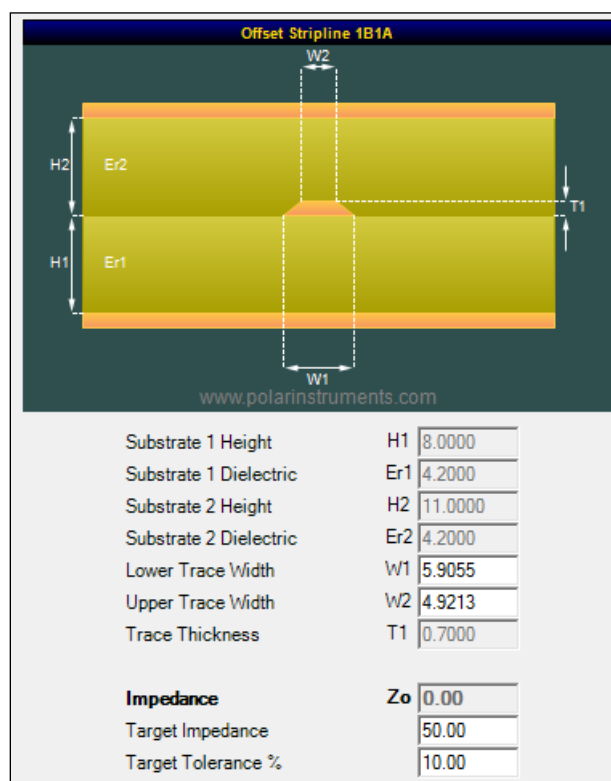 Offset Stripline 1B1A
W2
H2
Er2
T1
H1
Er1
W1
www.polarinstruments.com
Substrate 1 Height H1 8.0000
Substrate 1 Dielectric Er1 4.2000
Substrate 2 Height H2 11.0000
Substrate 2 Dielectric Er2 4.2000
Lower Trace Width W1 5.9055
Upper Trace Width W2 4.9213
Trace Thickness T1 0.7000
Impedance Zo 0.00
Target Impedance 50.00
Target Tolerance % 10.00